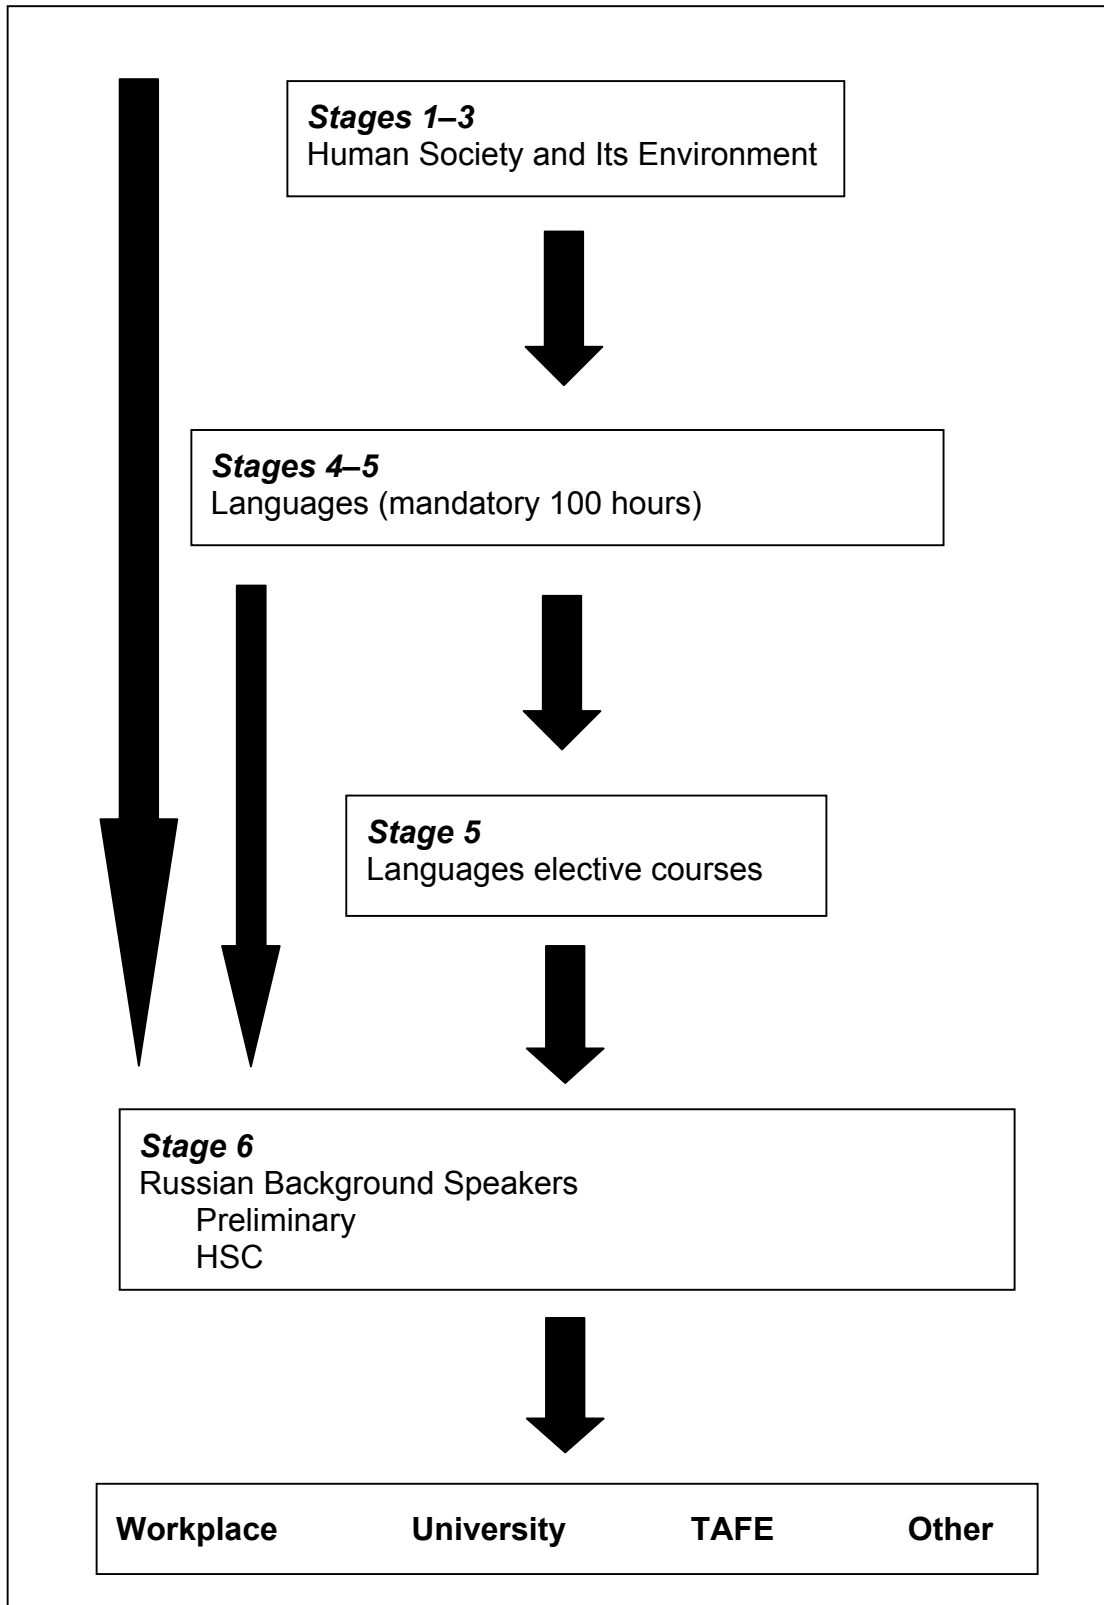 Stages 1–3
Human Society and Its Environment
Stages 4–5
Languages (mandatory 100 hours)
Stage 5
Languages elective courses
Stage 6
Russian Background Speakers
Preliminary
HSC
Workplace University TAFE Other